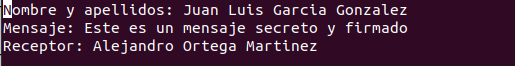 Nombre y apellidos: Juan Luis Garcia Gonzalez
Mensaje: Este es un mensaje secreto y firmado
Receptor: Alejandro Ortega Martinez